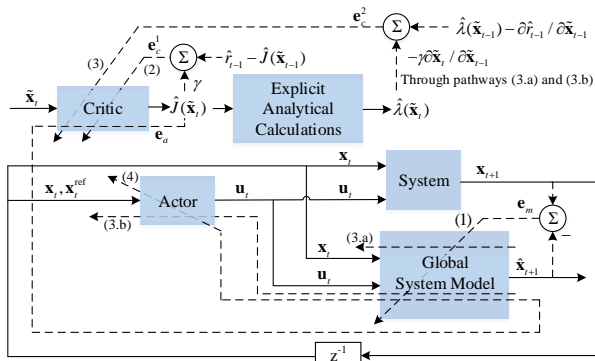 e_c^2
Σ
λ̂(x̃_{t-1}) − ∂r̂_{t-1} / ∂x̃_{t-1}
(3)
e_c^1
(2)
Σ
r̂_{t-1} − Ĵ(x̃_{t-1})
−γ∂x̃_t / ∂x̃_{t-1}
γ
Through pathways (3.a) and (3.b)
x̃_t
Critic
Ĵ(x̃_t)
Explicit
Analytical
Calculations
λ̂(x̃_t)
e_a
x_t
x_t, x_t^ref
(4)
Actor
u_t
u_t
System
x_{t+1}
(3.b)
(1)
e_m
Σ
−
(3.a)
x_t
Global
System Model
u_t
x̂_{t+1}
z^{-1}